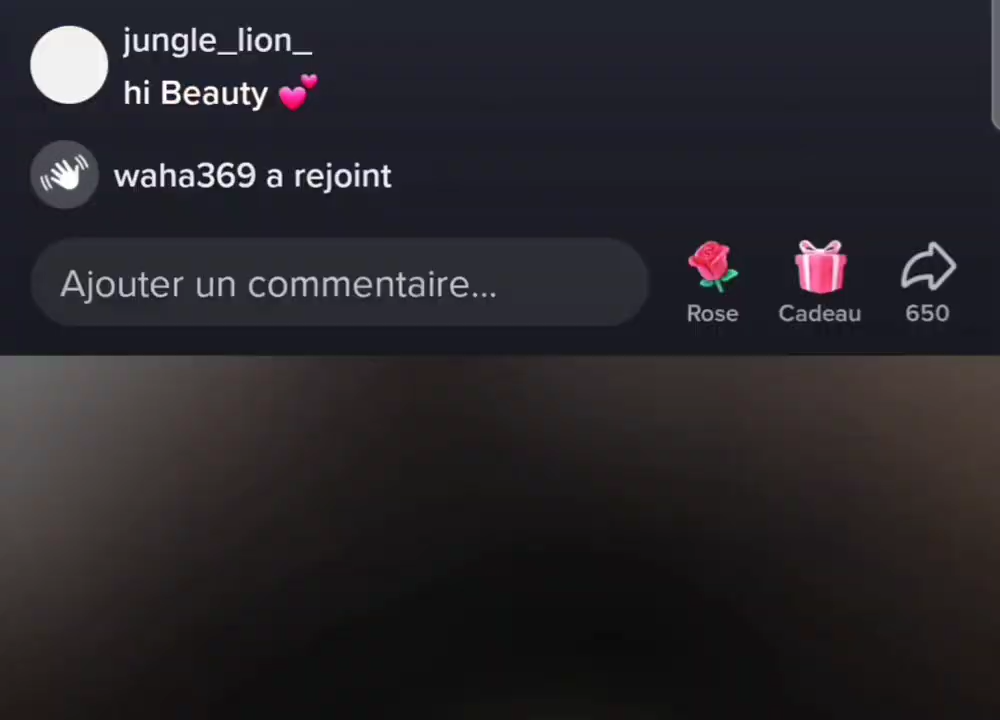 jungle_lion_
hi Beauty 💕
waha369 a rejoint
Ajouter un commentaire...
Rose
Cadeau
650